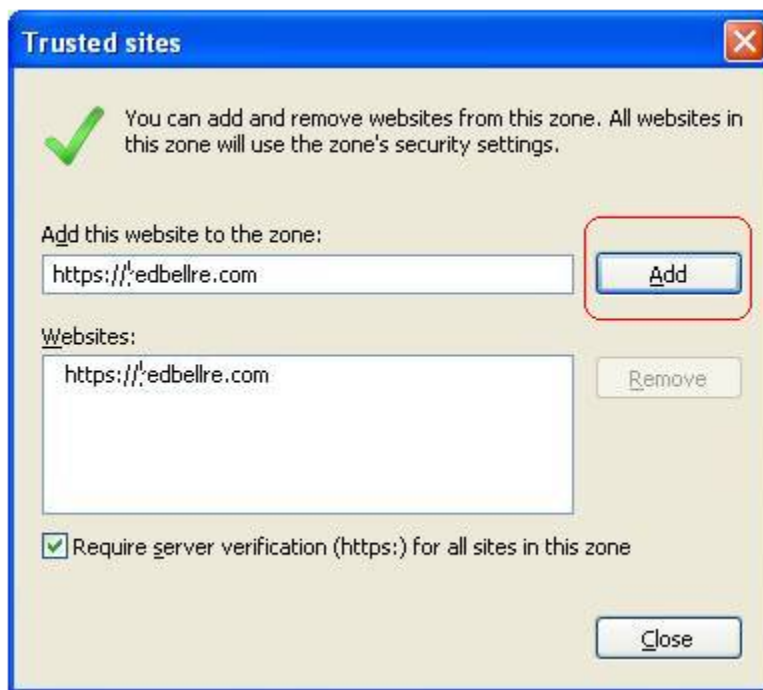 Trusted sites
You can add and remove websites from this zone. All websites in
this zone will use the zone's security settings.
Add this website to the zone:
https://edbellre.com
Add
Websites:
https://edbellre.com
Remove
Require server verification (https:) for all sites in this zone
Close